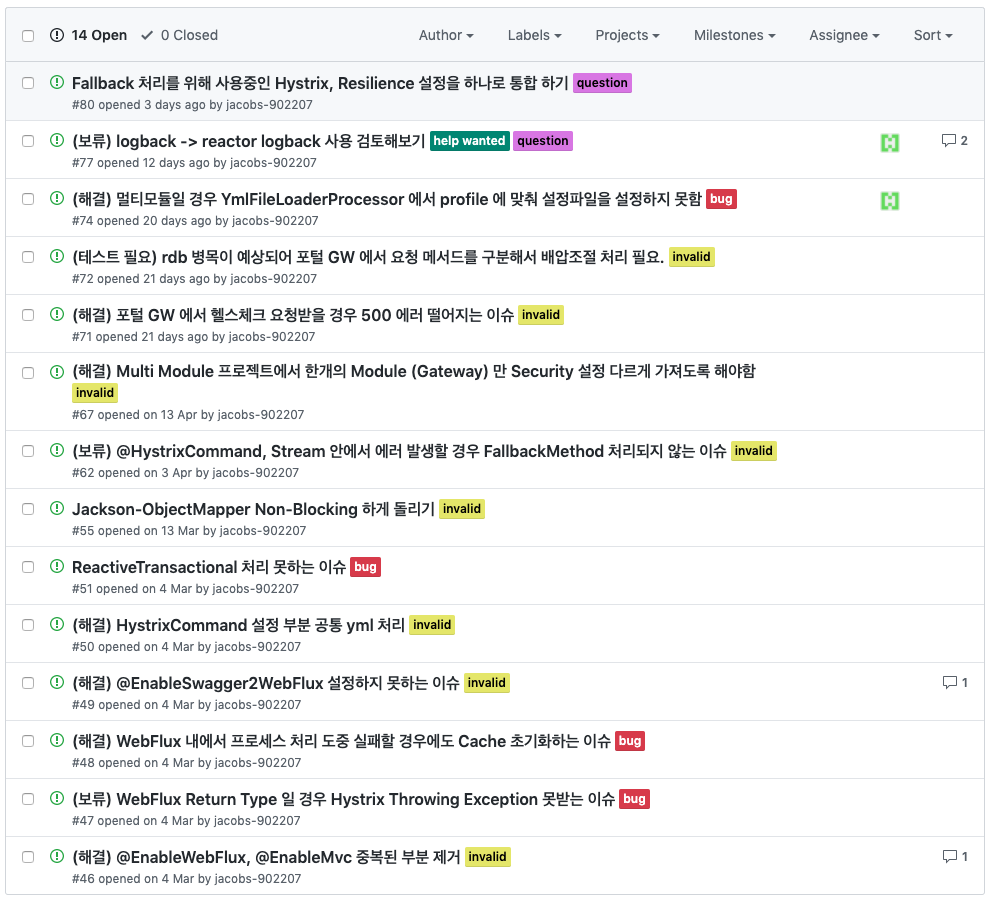 14 Open 0 Closed Author Labels Projects Milestones Assignee Sort
Fallback 처리를 위해 사용중인 Hystrix, Resilience 설정을 하나로 통합 하기 question
#80 opened 3 days ago by jacobs-902207
(보류) logback -> reactor logback 사용 검토해보기 help wanted question 2
#77 opened 12 days ago by jacobs-902207
(해결) 멀티모듈일 경우 YmlFileLoaderProcessor 에서 profile 에 맞춰 설정파일을 설정하지 못함 bug
#74 opened 20 days ago by jacobs-902207
(테스트 필요) rdb 병목이 예상되어 포털 GW 에서 요청 메서드를 구분해서 배압조절 처리 필요. invalid
#72 opened 21 days ago by jacobs-902207
(해결) 포털 GW 에서 헬스체크 요청받을 경우 500 에러 떨어지는 이슈 invalid
#71 opened 21 days ago by jacobs-902207
(해결) Multi Module 프로젝트에서 한개의 Module (Gateway) 만 Security 설정 다르게 가져도록 해야함
invalid
#67 opened on 13 Apr by jacobs-902207
(보류) @HystrixCommand, Stream 안에서 에러 발생할 경우 FallbackMethod 처리되지 않는 이슈 invalid
#62 opened on 3 Apr by jacobs-902207
Jackson-ObjectMapper Non-Blocking 하게 돌리기 invalid
#55 opened on 13 Mar by jacobs-902207
ReactiveTransactional 처리 못하는 이슈 bug
#51 opened on 4 Mar by jacobs-902207
(해결) HystrixCommand 설정 부분 공통 yml 처리 invalid
#50 opened on 4 Mar by jacobs-902207
(해결) @EnableSwagger2WebFlux 설정하지 못하는 이슈 invalid 1
#49 opened on 4 Mar by jacobs-902207
(해결) WebFlux 내에서 프로세스 처리 도중 실패할 경우에도 Cache 초기화하는 이슈 bug
#48 opened on 4 Mar by jacobs-902207
(보류) WebFlux Return Type 일 경우 Hystrix Throwing Exception 못받는 이슈 bug
#47 opened on 4 Mar by jacobs-902207
(해결) @EnableWebFlux, @EnableMvc 중복된 부분 제거 invalid 1
#46 opened on 4 Mar by jacobs-902207